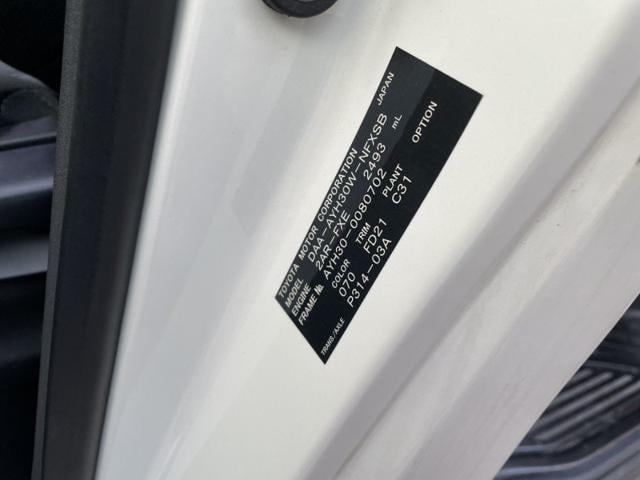 TOYOTA MOTOR CORPORATION JAPAN
MODEL DAA-AYH30W-NFXSB
ENGINE 2AR-FXE 2493 mL
FRAME No. AYH30-0080702
COLOR TRIM PLANT OPTION
070 FD21 C31
TRANS/AXLE P314-03A